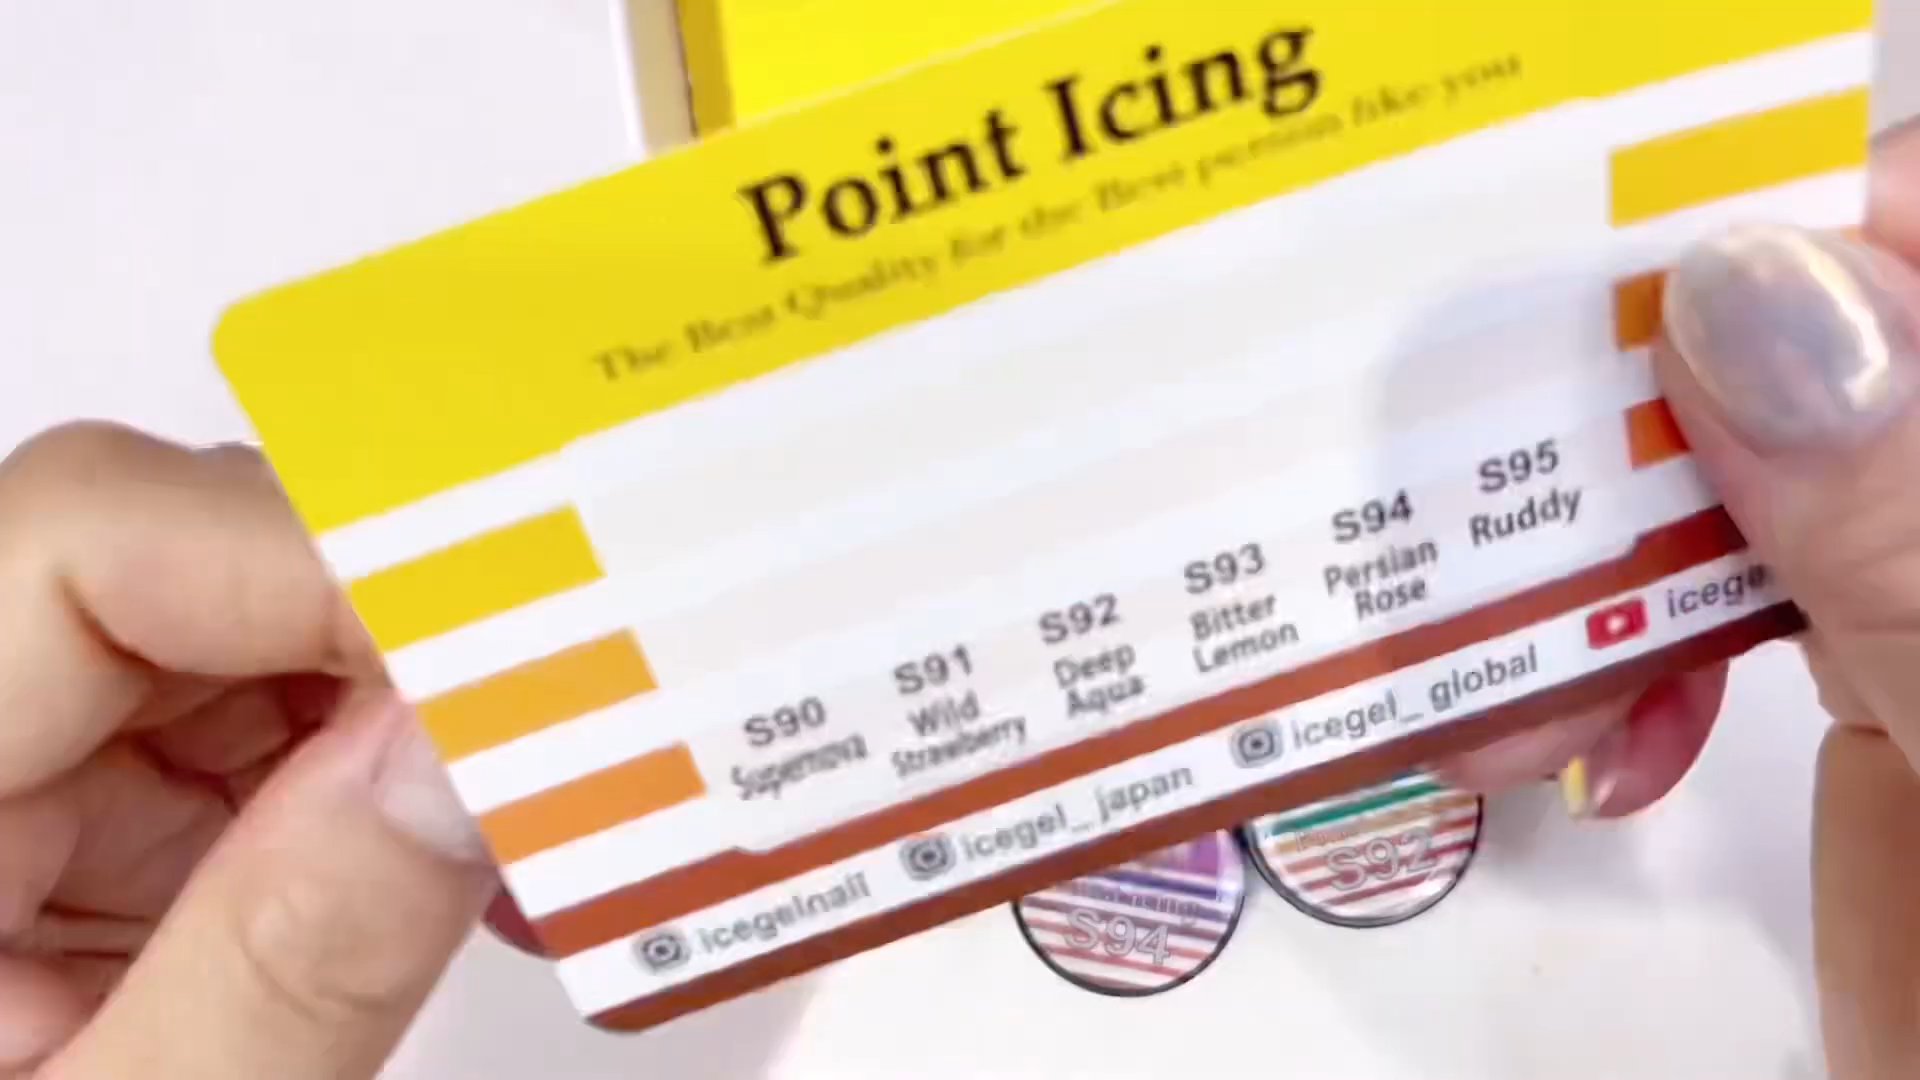 Point Icing
The Best Quality for the Best person like you
S90
Supernova
S91
Wild
Strawberry
S92
Deep
Aqua
S93
Bitter
Lemon
S94
Persian
Rose
S95
Ruddy
icegelnail
icegel_japan
icegel_global
icege
S94
S92